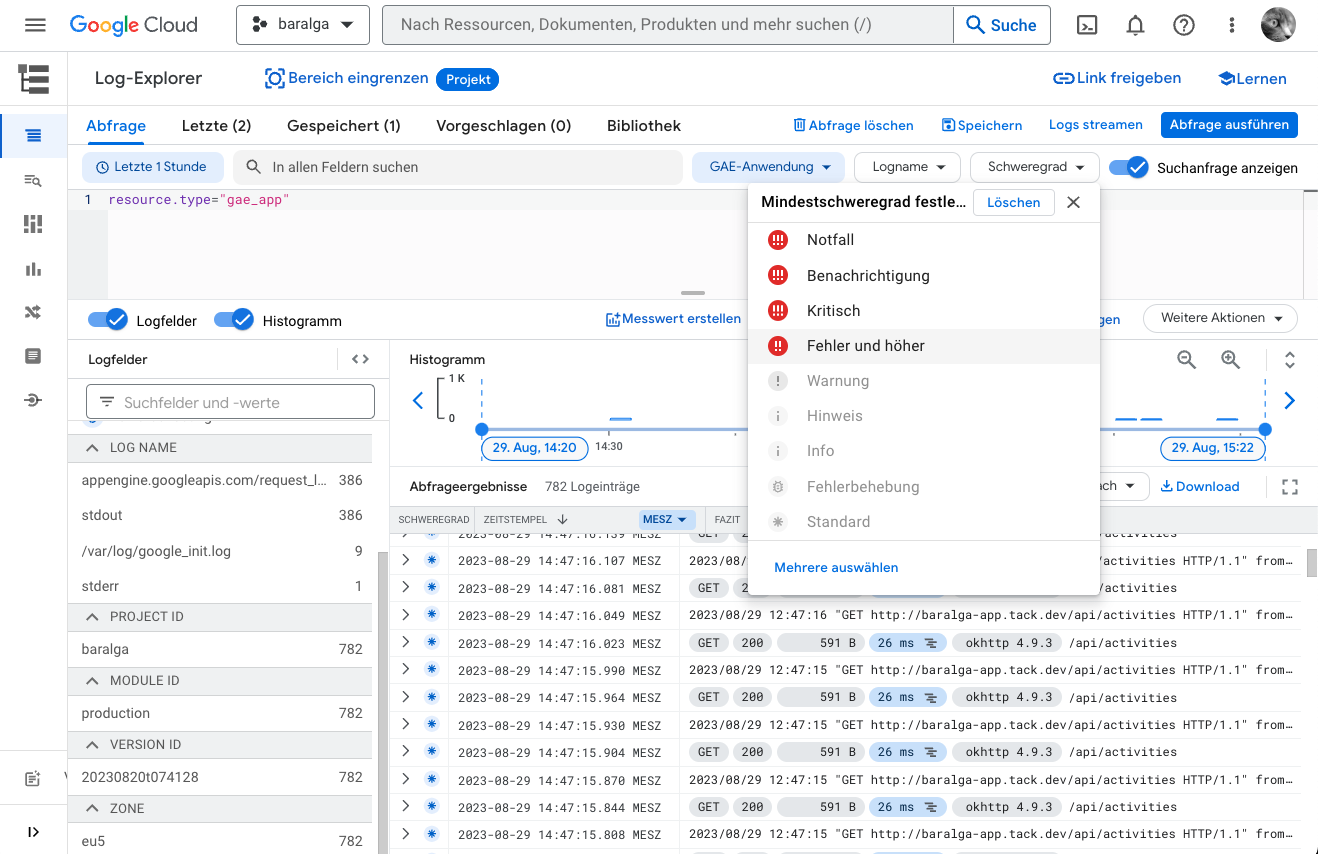 Google Cloud
baralga
Nach Ressourcen, Dokumenten, Produkten und mehr suchen (/)
Suche
Log-Explorer
Bereich eingrenzen
Projekt
Link freigeben
Lernen
Abfrage
Letzte (2)
Gespeichert (1)
Vorgeschlagen (0)
Bibliothek
Abfrage löschen
Speichern
Logs streamen
Abfrage ausführen
Letzte 1 Stunde
In allen Feldern suchen
GAE-Anwendung
Logname
Schweregrad
Suchanfrage anzeigen
1 resource.type="gae_app"
Mindestschweregrad festle…
Löschen
Notfall
Benachrichtigung
Kritisch
Fehler und höher
Warnung
Hinweis
Info
Fehlerbehebung
Standard
Mehrere auswählen
Logfelder
Histogramm
Messwert erstellen
Weitere Aktionen
Logfelder
Suchfelder und -werte
LOG NAME
appengine.googleapis.com/request_l… 386
stdout 386
/var/log/google_init.log 9
stderr 1
PROJECT ID
baralga 782
MODULE ID
production 782
VERSION ID
20230820t074128 782
ZONE
eu5 782
Histogramm
1 K
0
29. Aug, 14:20
14:30
29. Aug, 15:22
Abfrageergebnisse
782 Logeinträge
Download
SCHWEREGRAD ZEITSTEMPEL MESZ FAZIT
2023-08-29 14:47:16.139 MESZ GET /activities
2023-08-29 14:47:16.107 MESZ 2023/08/ /activities HTTP/1.1" from…
2023-08-29 14:47:16.081 MESZ GET /activities
2023-08-29 14:47:16.049 MESZ 2023/08/29 12:47:16 "GET http://baralga-app.tack.dev/api/activities HTTP/1.1" from…
2023-08-29 14:47:16.023 MESZ GET 200 591 B 26 ms okhttp 4.9.3 /api/activities
2023-08-29 14:47:15.990 MESZ 2023/08/29 12:47:15 "GET http://baralga-app.tack.dev/api/activities HTTP/1.1" from…
2023-08-29 14:47:15.964 MESZ GET 200 591 B 26 ms okhttp 4.9.3 /api/activities
2023-08-29 14:47:15.930 MESZ 2023/08/29 12:47:15 "GET http://baralga-app.tack.dev/api/activities HTTP/1.1" from…
2023-08-29 14:47:15.904 MESZ GET 200 591 B 26 ms okhttp 4.9.3 /api/activities
2023-08-29 14:47:15.870 MESZ 2023/08/29 12:47:15 "GET http://baralga-app.tack.dev/api/activities HTTP/1.1" from…
2023-08-29 14:47:15.844 MESZ GET 200 591 B 26 ms okhttp 4.9.3 /api/activities
2023-08-29 14:47:15.808 MESZ 2023/08/29 12:47:15 "GET http://baralga-app.tack.dev/api/activities HTTP/1.1" from…